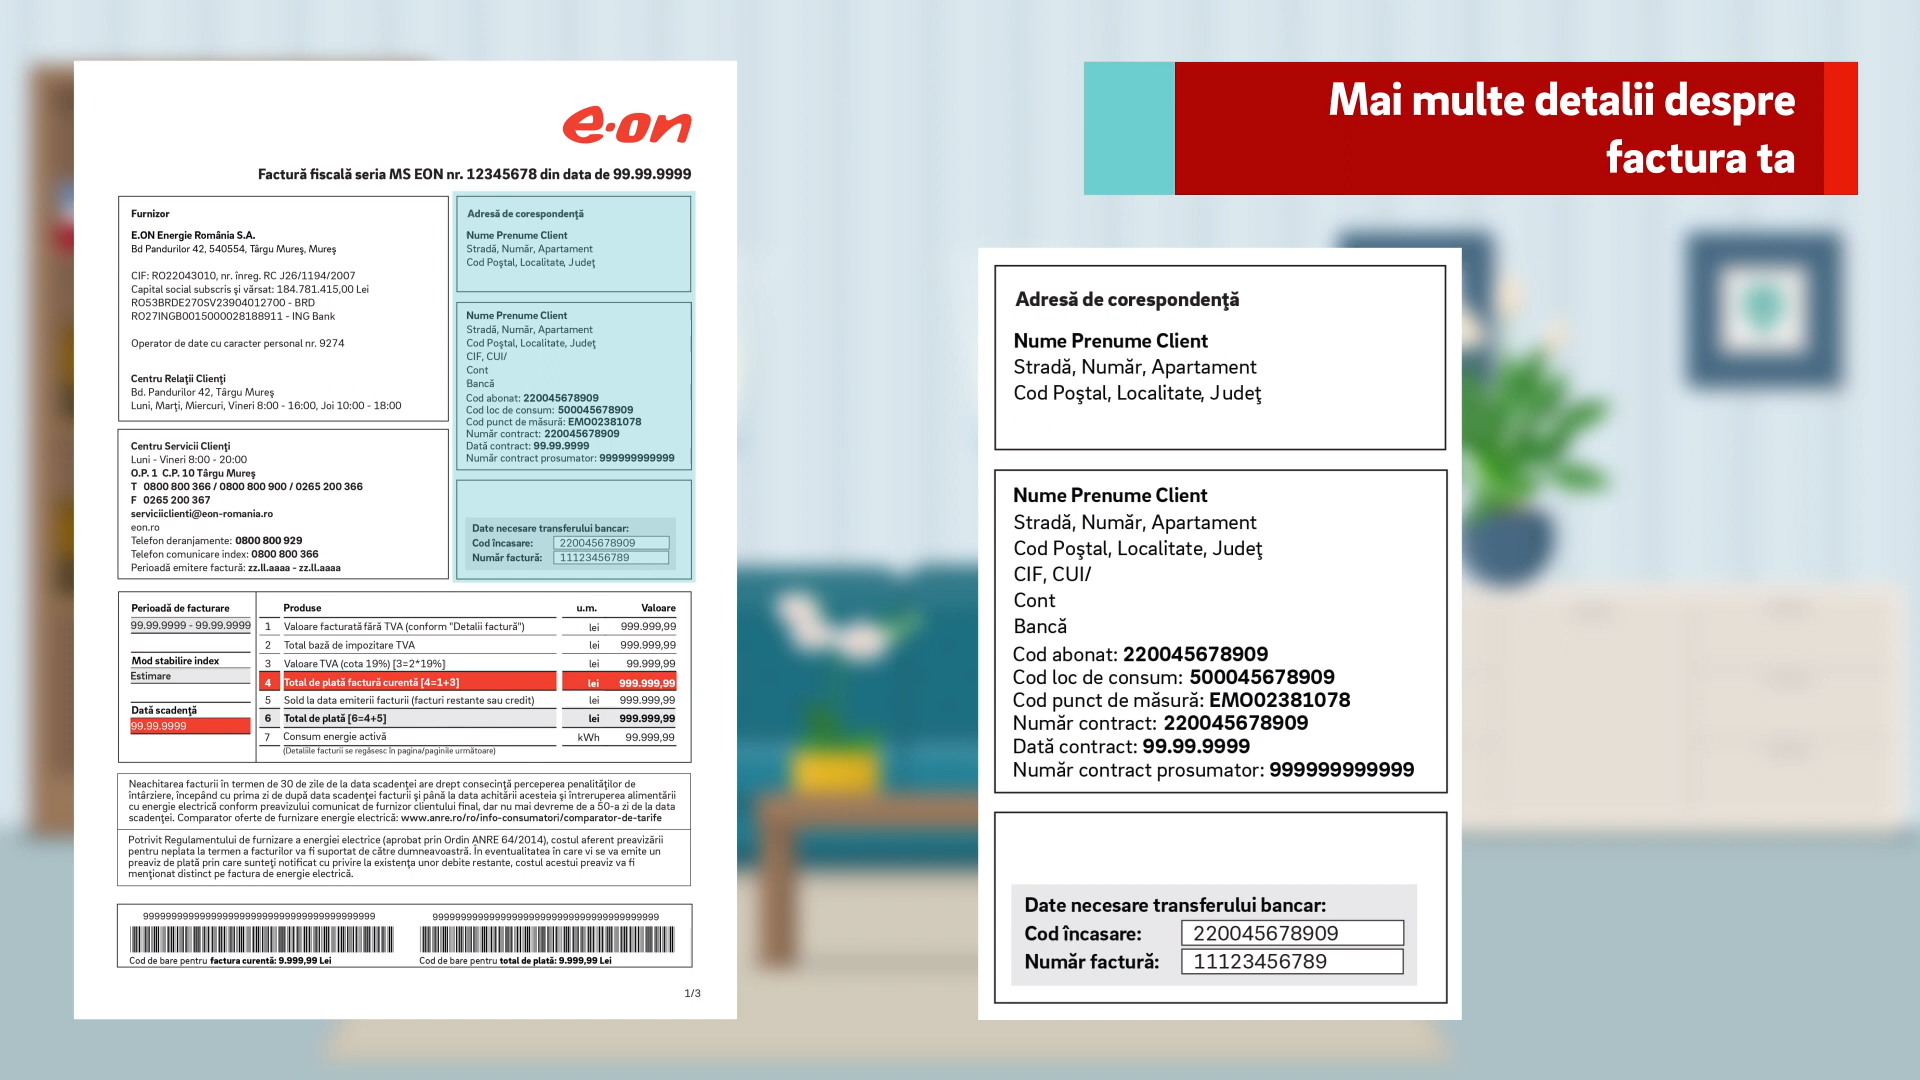 e·on
Factură fiscală seria MS EON nr. 12345678 din data de 99.99.9999
Furnizor
E.ON Energie România S.A.
Bd Pandurilor 42, 540554, Târgu Mureş, Mureş
CIF: RO22043010, nr. înreg. RC J26/1194/2007
Capital social subscris şi vărsat: 184.781.415,00 Lei
RO53BRDE270SV23904012700 - BRD
RO27INGB0015000028188911 - ING Bank
Operator de date cu caracter personal nr. 9274
Centru Relaţii Clienţi
Bd. Pandurilor 42, Târgu Mureş
Luni, Marţi, Miercuri, Vineri 8:00 - 16:00, Joi 10:00 - 18:00
Centru Servicii Clienţi
Luni - Vineri 8:00 - 20:00
O.P. 1 C.P. 10 Târgu Mureş
T 0800 800 366 / 0800 800 900 / 0265 200 366
F 0265 200 367
serviciiclienti@eon-romania.ro
eon.ro
Telefon deranjamente: 0800 800 929
Telefon comunicare index: 0800 800 366
Perioadă emitere factură: zz.ll.aaaa - zz.ll.aaaa
Adresă de corespondenţă
Nume Prenume Client
Stradă, Număr, Apartament
Cod Poştal, Localitate, Judeţ
Nume Prenume Client
Stradă, Număr, Apartament
Cod Poştal, Localitate, Judeţ
CIF, CUI/
Cont
Bancă
Cod abonat: 220045678909
Cod loc de consum: 500045678909
Cod punct de măsură: EMO02381078
Număr contract: 220045678909
Dată contract: 99.99.9999
Număr contract prosumator: 999999999999
Date necesare transferului bancar:
Cod încasare: 220045678909
Număr factură: 11123456789
Perioadă de facturare
99.99.9999 - 99.99.9999
Mod stabilire index
Estimare
Dată scadenţă
99.99.9999
Produse u.m. Valoare
1 Valoare facturată fără TVA (conform "Detalii factură") lei 999.999,99
2 Total bază de impozitare TVA lei 999.999,99
3 Valoare TVA (cota 19%) [3=2*19%] lei 99.999,99
4 Total de plată factură curentă [4=1+3] lei 999.999,99
5 Sold la data emiterii facturii (facturi restante sau credit) lei 999.999,99
6 Total de plată [6=4+5] lei 999.999,99
7 Consum energie activă kWh 99.999,99
(Detaliile facturii se regăsesc în pagina/paginile următoare)
Neachitarea facturii în termen de 30 de zile de la data scadenţei are drept consecinţă perceperea penalităţilor de
întârziere, începând cu prima zi de după data scadenţei facturii şi până la data achitării acesteia şi întreruperea alimentării
cu energie electrică conform preavizului comunicat de furnizor clientului final, dar nu mai devreme de a 50-a zi de la data
scadenţei. Comparator oferte de furnizare energie electrică: www.anre.ro/ro/info-consumatori/comparator-de-tarife
Potrivit Regulamentului de furnizare a energiei electrice (aprobat prin Ordin ANRE 64/2014), costul aferent preavizării
pentru neplata la termen a facturilor va fi suportat de către dumneavoastră. În eventualitatea în care vi se va emite un
preaviz de plată prin care sunteţi notificat cu privire la existenţa unor debite restante, costul acestui preaviz va fi
menţionat distinct pe factura de energie electrică.
Cod de bare pentru factura curentă: 9.999,99 Lei
Cod de bare pentru total de plată: 9.999,99 Lei
1/3
Mai multe detalii despre
factura ta
Adresă de corespondenţă
Nume Prenume Client
Stradă, Număr, Apartament
Cod Poştal, Localitate, Judeţ
Nume Prenume Client
Stradă, Număr, Apartament
Cod Poştal, Localitate, Judeţ
CIF, CUI/
Cont
Bancă
Cod abonat: 220045678909
Cod loc de consum: 500045678909
Cod punct de măsură: EMO02381078
Număr contract: 220045678909
Dată contract: 99.99.9999
Număr contract prosumator: 999999999999
Date necesare transferului bancar:
Cod încasare: 220045678909
Număr factură: 11123456789